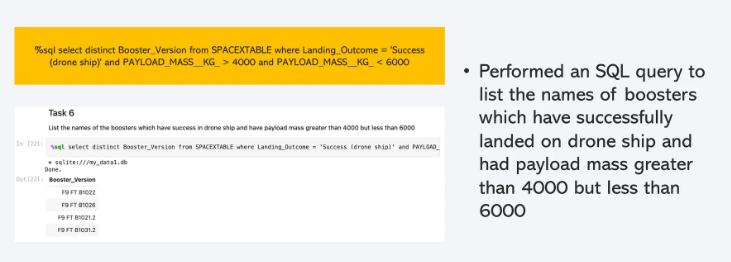 %sql select distinct Booster_Version from SPACEXTABLE where Landing_Outcome = 'Success
(drone ship)' and PAYLOAD_MASS__KG_ > 4000 and PAYLOAD_MASS__KG_ < 6000
Task 6
List the names of the boosters which have success in drone ship and have payload mass greater than 4000 but less than 6000
In [22]: %sql select distinct Booster_Version from SPACEXTABLE where Landing_Outcome = 'Success (drone ship)' and PAYLOAD_
* sqlite:///my_data1.db
Done.
Out[22]: Booster_Version
F9 FT B1022
F9 FT B1026
F9 FT B1021.2
F9 FT B1031.2
• Performed an SQL query to
list the names of boosters
which have successfully
landed on drone ship and
had payload mass greater
than 4000 but less than
6000